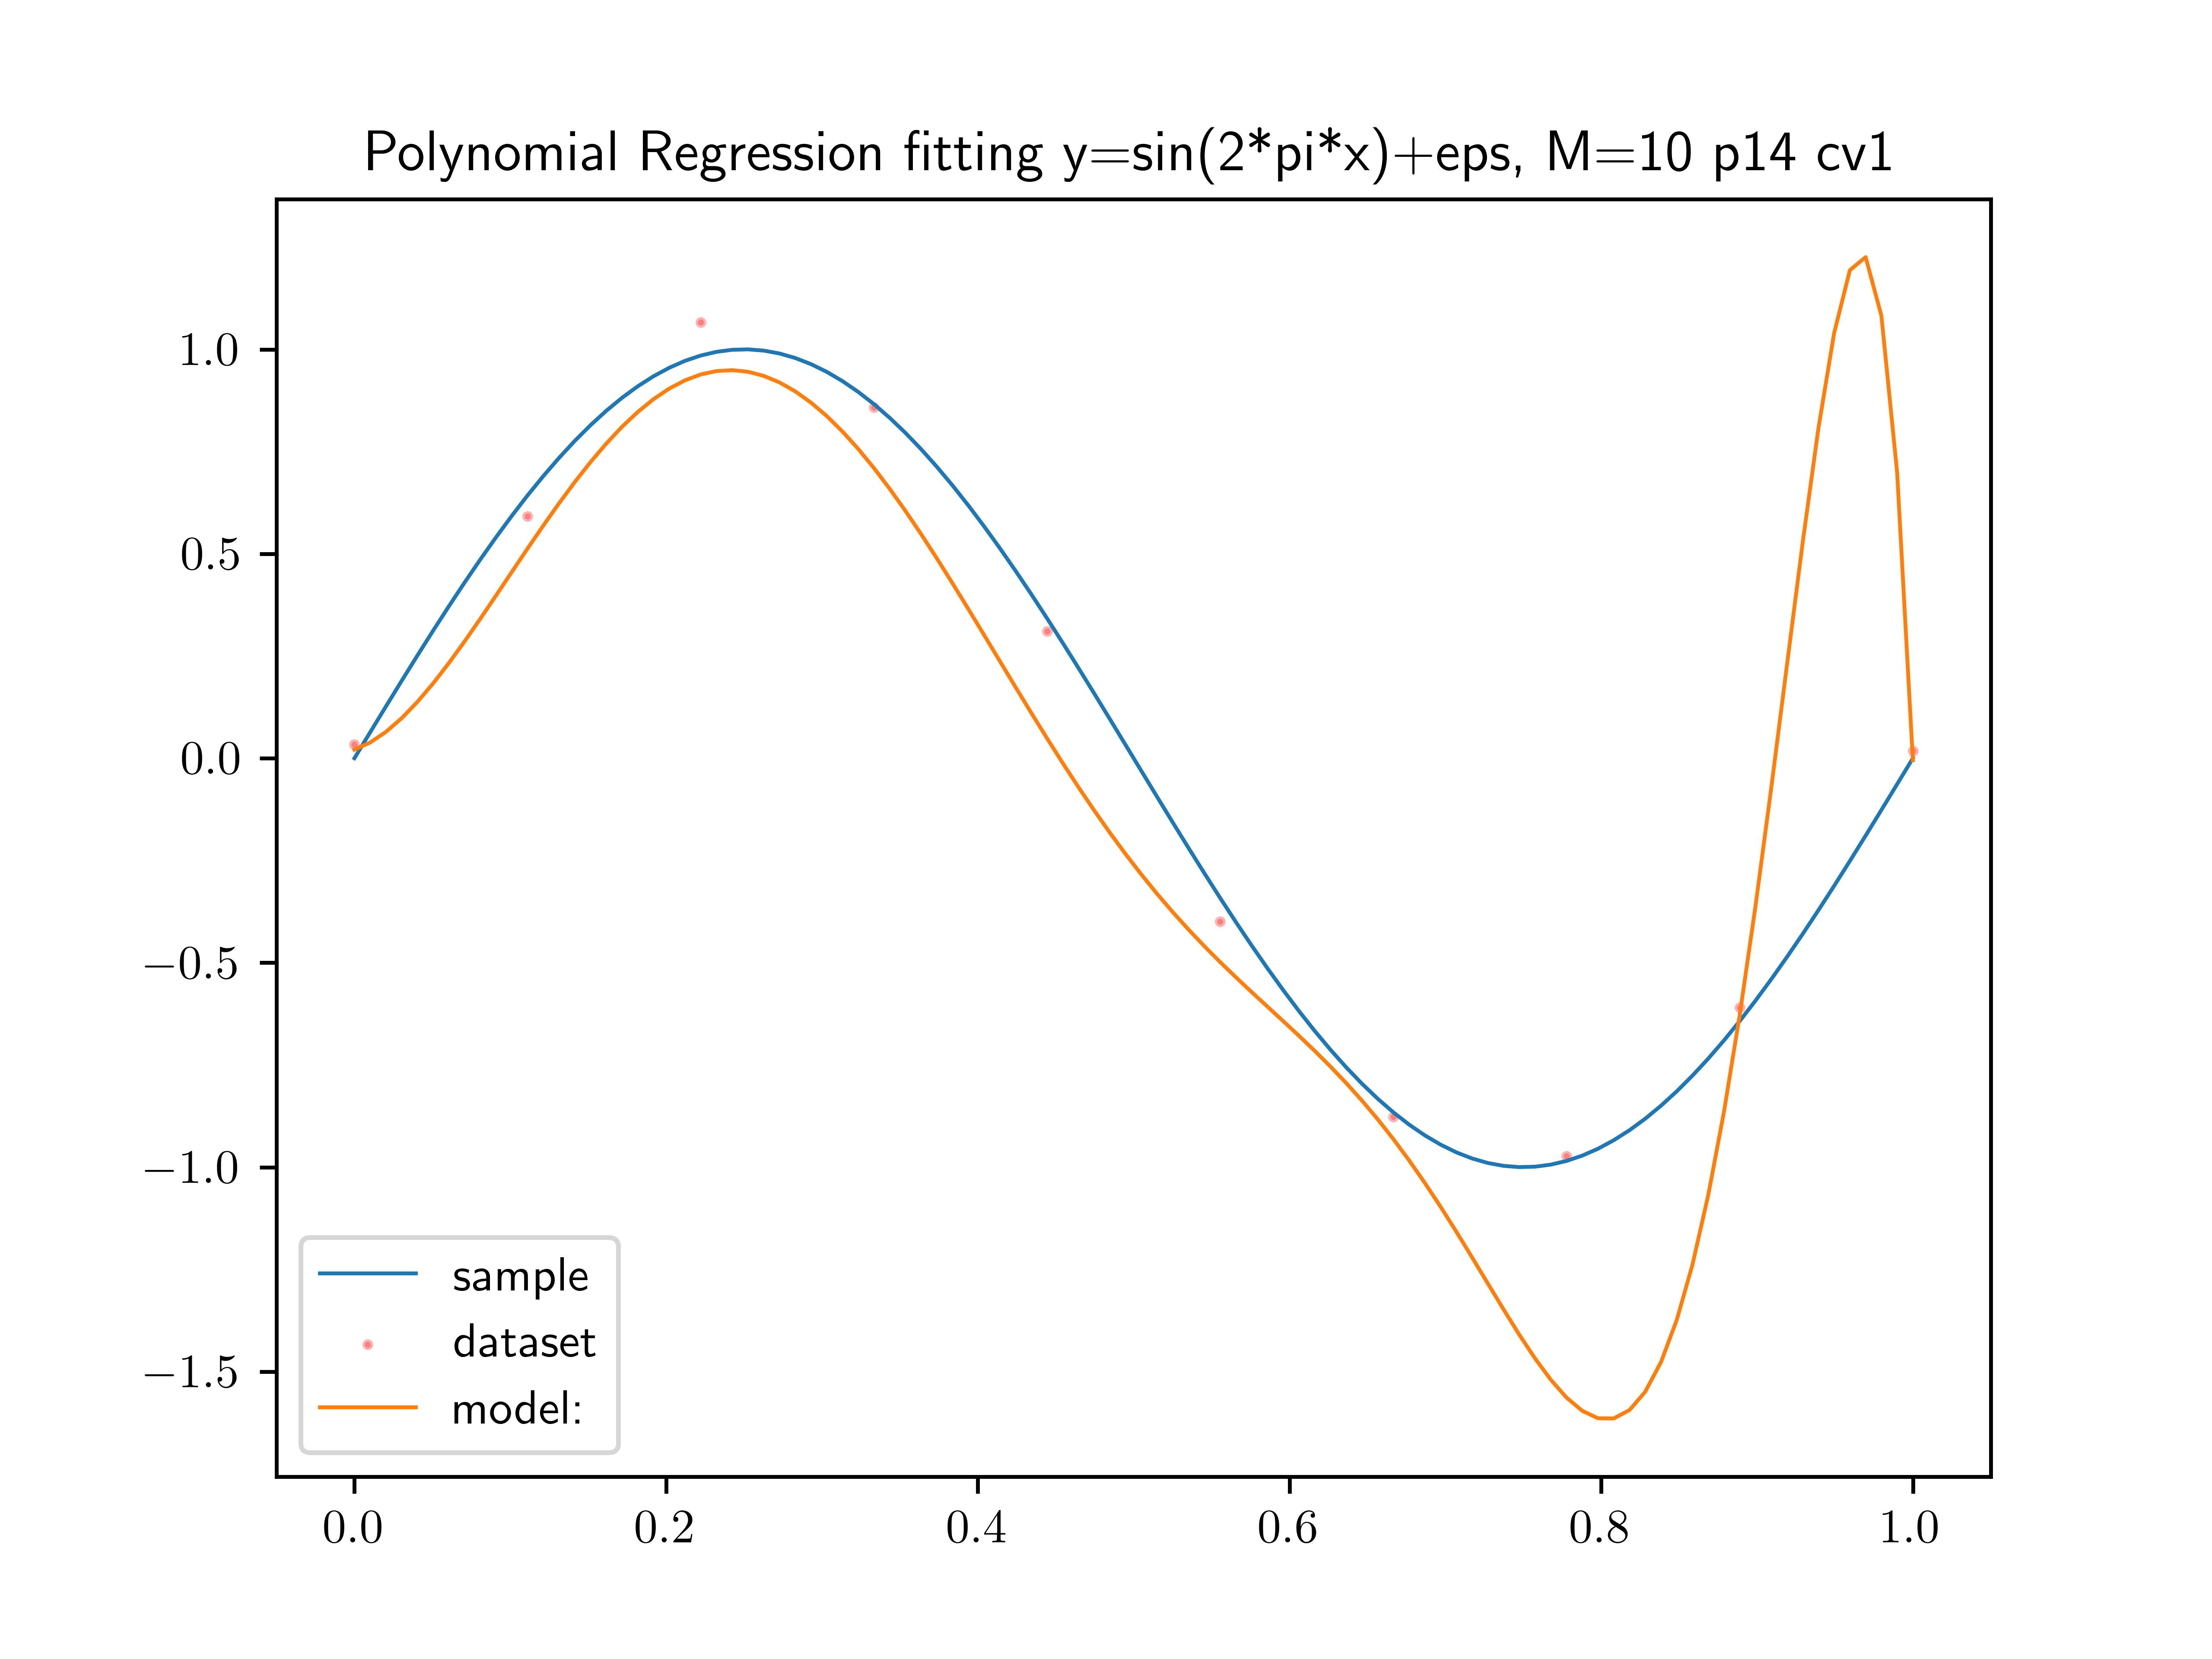 Polynomial Regression fitting y=sin(2*pi*x)+eps, M=10 p14 cv1
1.0
0.5
0.0
−0.5
−1.0
−1.5
sample
dataset
model:
0.0 0.2 0.4 0.6 0.8 1.0